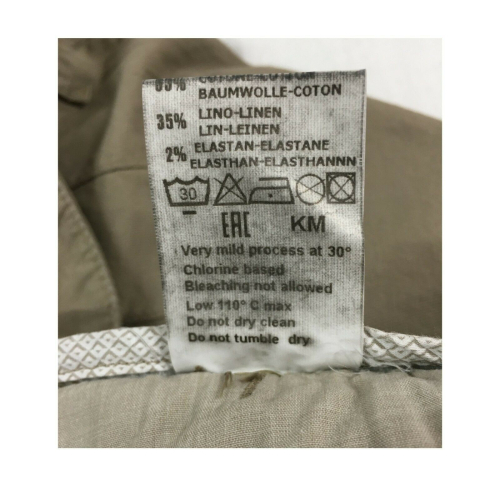 BAUMWOLLE-COTON
35% LINO-LINEN
LIN-LEINEN
2% ELASTAN-ELASTANE
ELASTHAN-ELASTHANNN
30
EAC KM
Very mild process at 30°
Chlorine based
Bleaching not allowed
Low 110° C max
Do not dry clean
Do not tumble dry